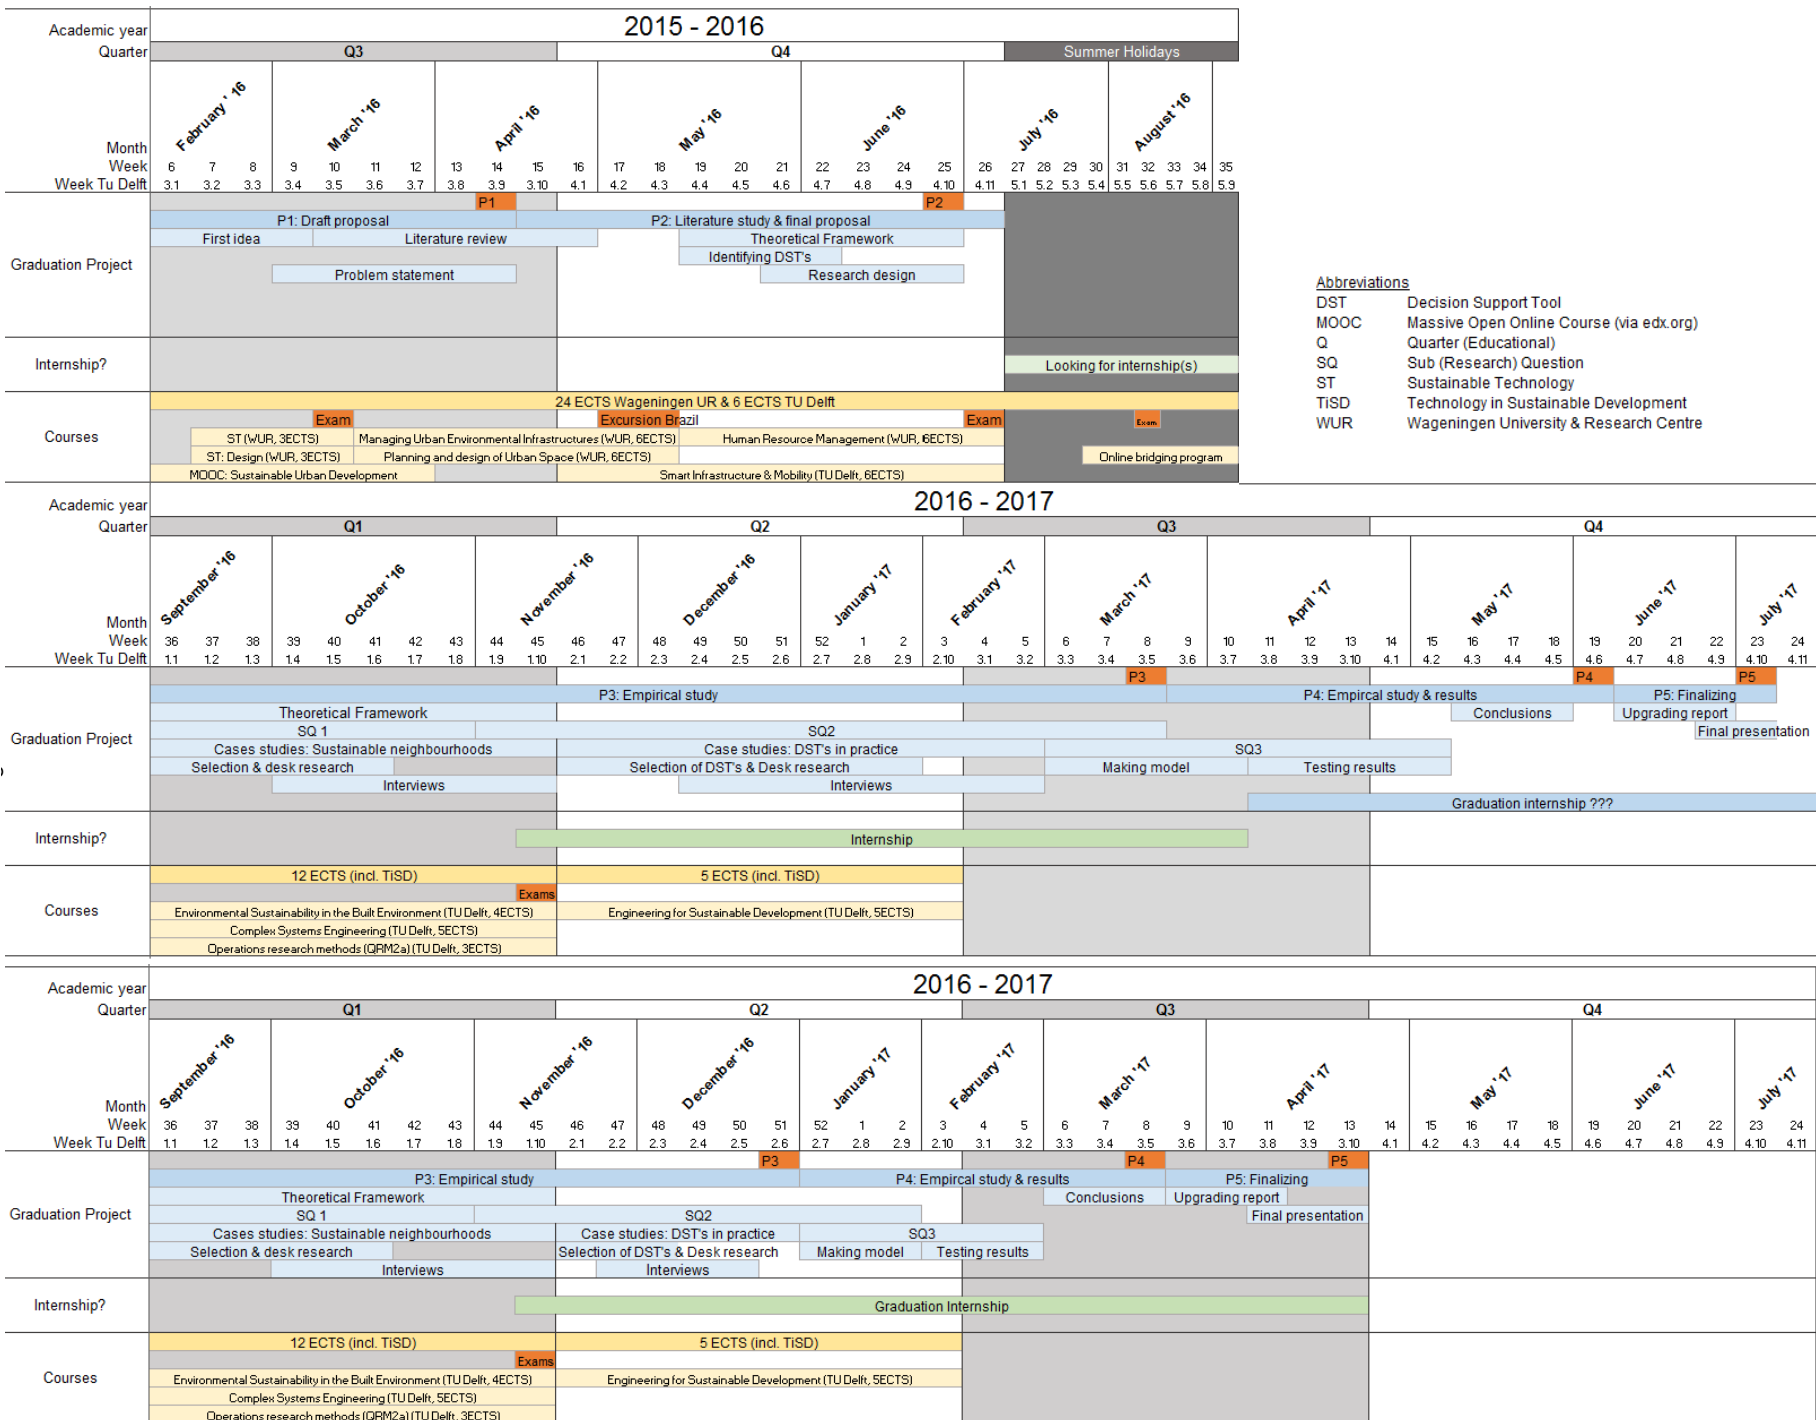 Academic year 2015 - 2016
Quarter Q3 Q4 Summer Holidays
Month February ' 16 March '16 April '16 May '16 June '16 July '16 August '16
Week 6 7 8 9 10 11 12 13 14 15 16 17 18 19 20 21 22 23 24 25 26 27 28 29 30 31 32 33 34 35
Week Tu Delft 3.1 3.2 3.3 3.4 3.5 3.6 3.7 3.8 3.9 3.10 4.1 4.2 4.3 4.4 4.5 4.6 4.7 4.8 4.9 4.10 4.11 5.1 5.2 5.3 5.4 5.5 5.6 5.7 5.8 5.9
P1 P2
P1: Draft proposal P2: Literature study & final proposal
First idea Literature review Theoretical Framework
Graduation Project Identifying DST's
Problem statement Research design
Internship? Looking for internship(s)
24 ECTS Wageningen UR & 6 ECTS TU Delft
Exam Excursion Brazil Exam Exam
Courses ST (WUR, 3ECTS) Managing Urban Environmental Infrastructures (WUR, 6ECTS) Human Resource Management (WUR, 6ECTS)
ST: Design (WUR, 3ECTS) Planning and design of Urban Space (WUR, 6ECTS) Online bridging program
MOOC: Sustainable Urban Development Smart Infrastructure & Mobility (TU Delft, 6ECTS)
Abbreviations
DST Decision Support Tool
MOOC Massive Open Online Course (via edx.org)
Q Quarter (Educational)
SQ Sub (Research) Question
ST Sustainable Technology
TiSD Technology in Sustainable Development
WUR Wageningen University & Research Centre
Academic year 2016 - 2017
Quarter Q1 Q2 Q3 Q4
Month September '16 October '16 November '16 December '16 January '17 February '17 March '17 April '17 May '17 June '17 July '17
Week 36 37 38 39 40 41 42 43 44 45 46 47 48 49 50 51 52 1 2 3 4 5 6 7 8 9 10 11 12 13 14 15 16 17 18 19 20 21 22 23 24
Week Tu Delft 1.1 1.2 1.3 1.4 1.5 1.6 1.7 1.8 1.9 1.10 2.1 2.2 2.3 2.4 2.5 2.6 2.7 2.8 2.9 2.10 3.1 3.2 3.3 3.4 3.5 3.6 3.7 3.8 3.9 3.10 4.1 4.2 4.3 4.4 4.5 4.6 4.7 4.8 4.9 4.10 4.11
P3 P4 P5
P3: Empirical study P4: Empircal study & results P5: Finalizing
Theoretical Framework Conclusions Upgrading report
SQ 1 SQ2 Final presentation
Graduation Project Cases studies: Sustainable neighbourhoods Case studies: DST's in practice SQ3
Selection & desk research Selection of DST's & Desk research Making model Testing results
Interviews Interviews
Graduation internship ???
Internship? Internship
12 ECTS (incl. TiSD) 5 ECTS (incl. TiSD)
Exams
Courses Environmental Sustainability in the Built Environment (TU Delft, 4ECTS) Engineering for Sustainable Development (TU Delft, 5ECTS)
Complex Systems Engineering (TU Delft, 5ECTS)
Operations research methods (QRM2a) (TU Delft, 3ECTS)
Academic year 2016 - 2017
Quarter Q1 Q2 Q3 Q4
Month September '16 October '16 November '16 December '16 January '17 February '17 March '17 April '17 May '17 June '17 July '17
Week 36 37 38 39 40 41 42 43 44 45 46 47 48 49 50 51 52 1 2 3 4 5 6 7 8 9 10 11 12 13 14 15 16 17 18 19 20 21 22 23 24
Week Tu Delft 1.1 1.2 1.3 1.4 1.5 1.6 1.7 1.8 1.9 1.10 2.1 2.2 2.3 2.4 2.5 2.6 2.7 2.8 2.9 2.10 3.1 3.2 3.3 3.4 3.5 3.6 3.7 3.8 3.9 3.10 4.1 4.2 4.3 4.4 4.5 4.6 4.7 4.8 4.9 4.10 4.11
P3 P4 P5
P3: Empirical study P4: Empircal study & results P5: Finalizing
Theoretical Framework Conclusions Upgrading report
Graduation Project SQ 1 SQ2 Final presentation
Cases studies: Sustainable neighbourhoods Case studies: DST's in practice SQ3
Selection & desk research Selection of DST's & Desk research Making model Testing results
Interviews Interviews
Internship? Graduation Internship
12 ECTS (incl. TiSD) 5 ECTS (incl. TiSD)
Exams
Courses Environmental Sustainability in the Built Environment (TU Delft, 4ECTS) Engineering for Sustainable Development (TU Delft, 5ECTS)
Complex Systems Engineering (TU Delft, 5ECTS)
Operations research methods (QRM2a) (TU Delft, 3ECTS)